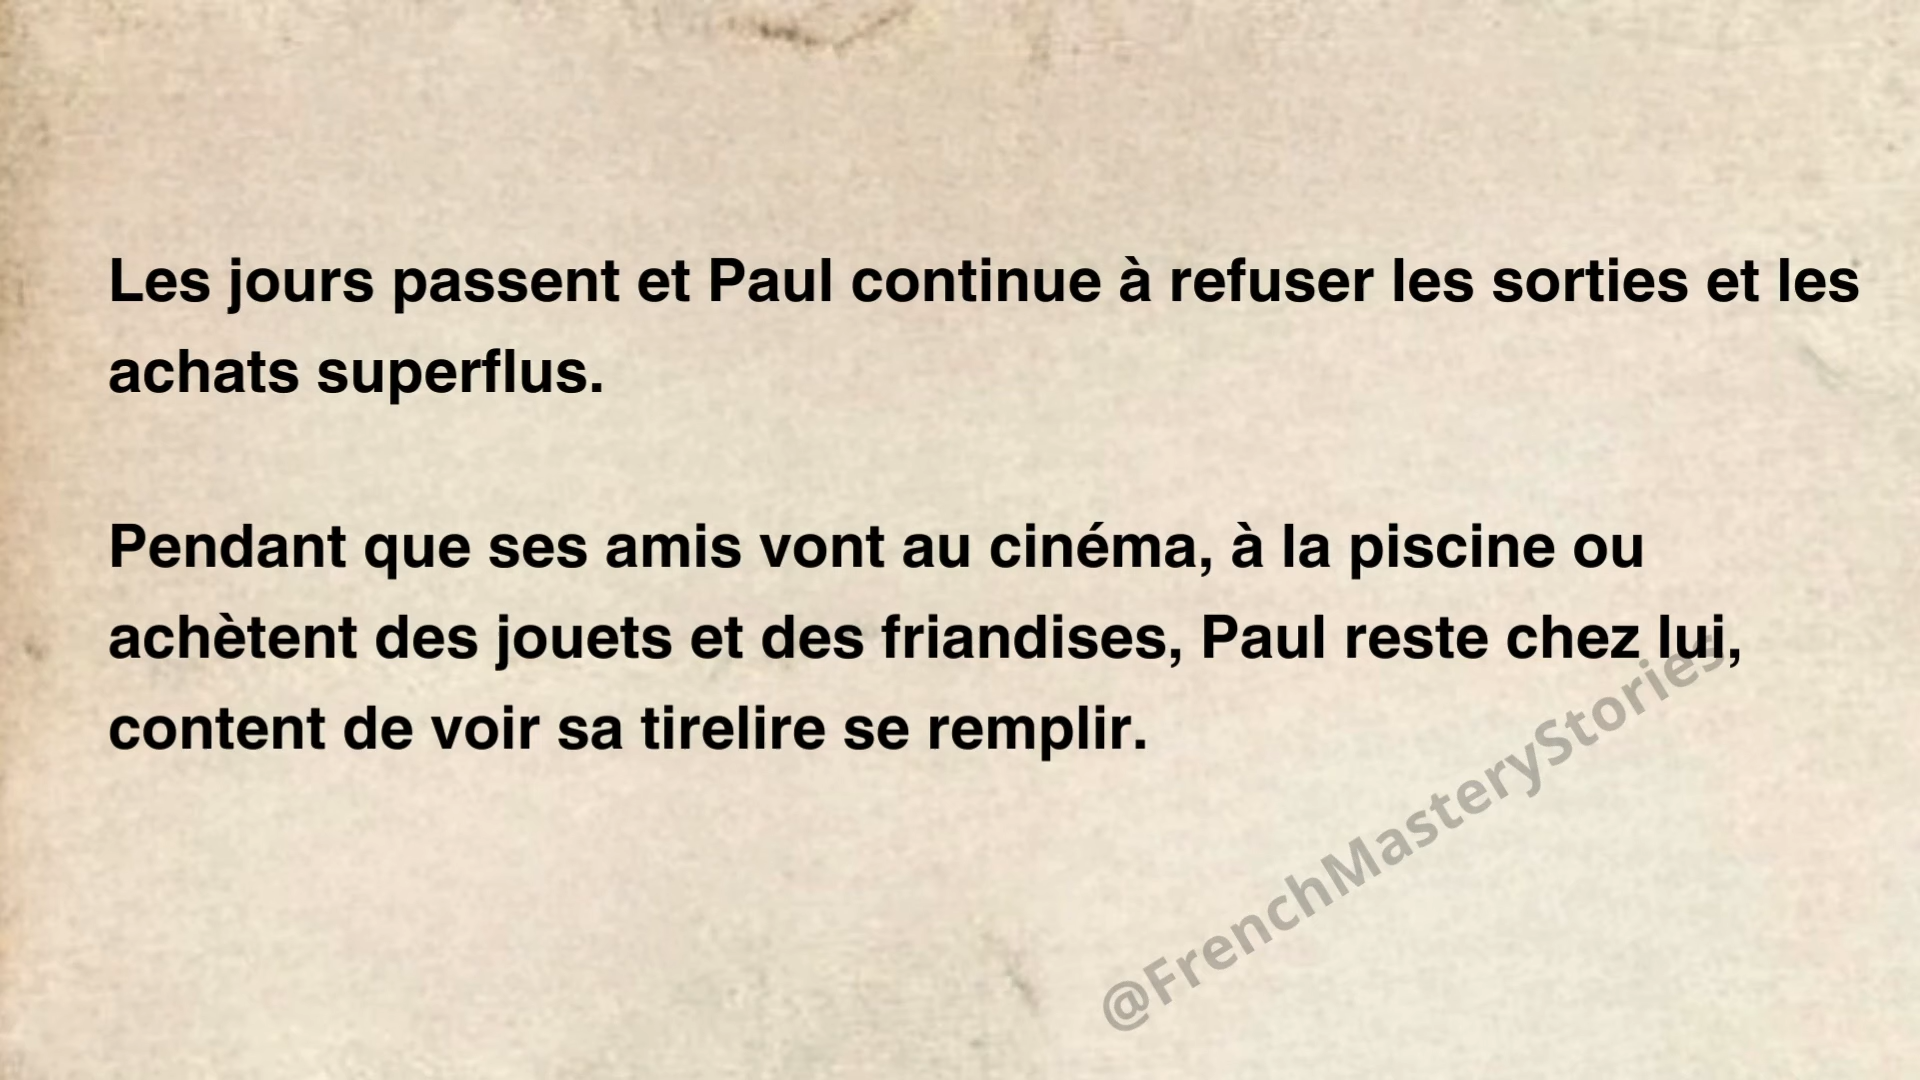 Les jours passent et Paul continue à refuser les sorties et les
achats superflus.
Pendant que ses amis vont au cinéma, à la piscine ou
achètent des jouets et des friandises, Paul reste chez lui,
content de voir sa tirelire se remplir.
@FrenchMasteryStories